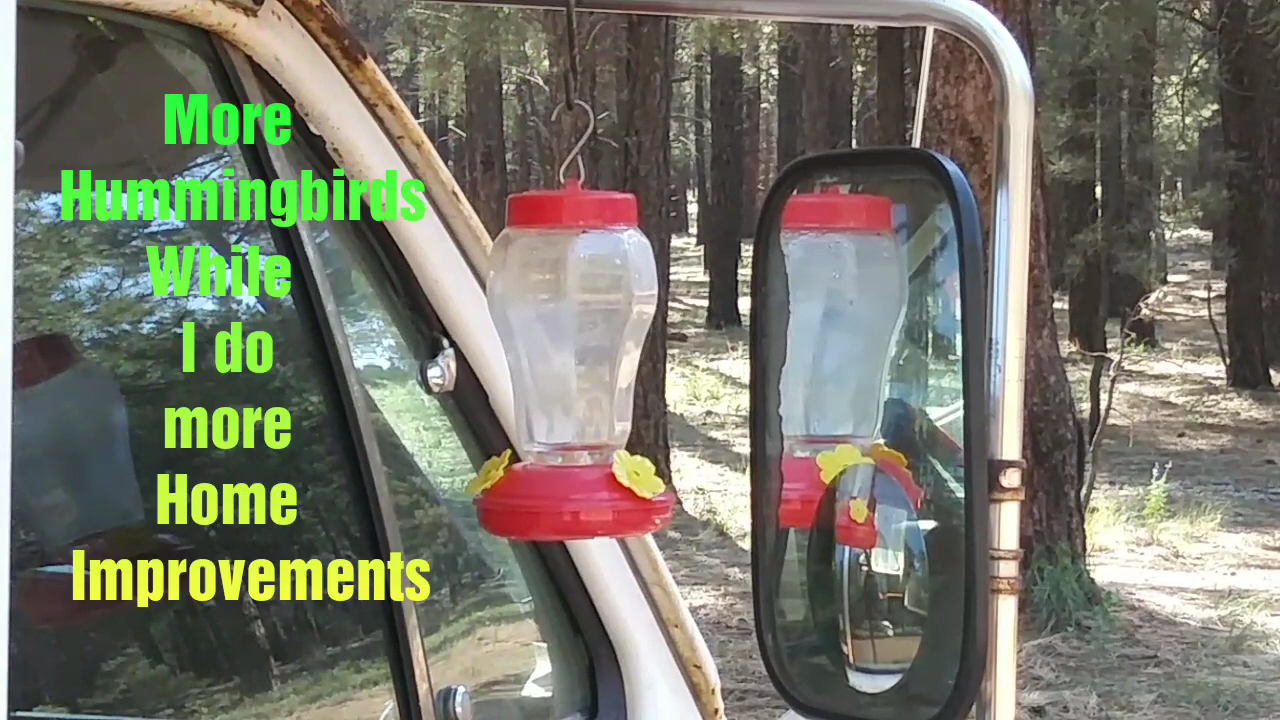 More
Hummingbirds
While
I do
more
Home
Improvements